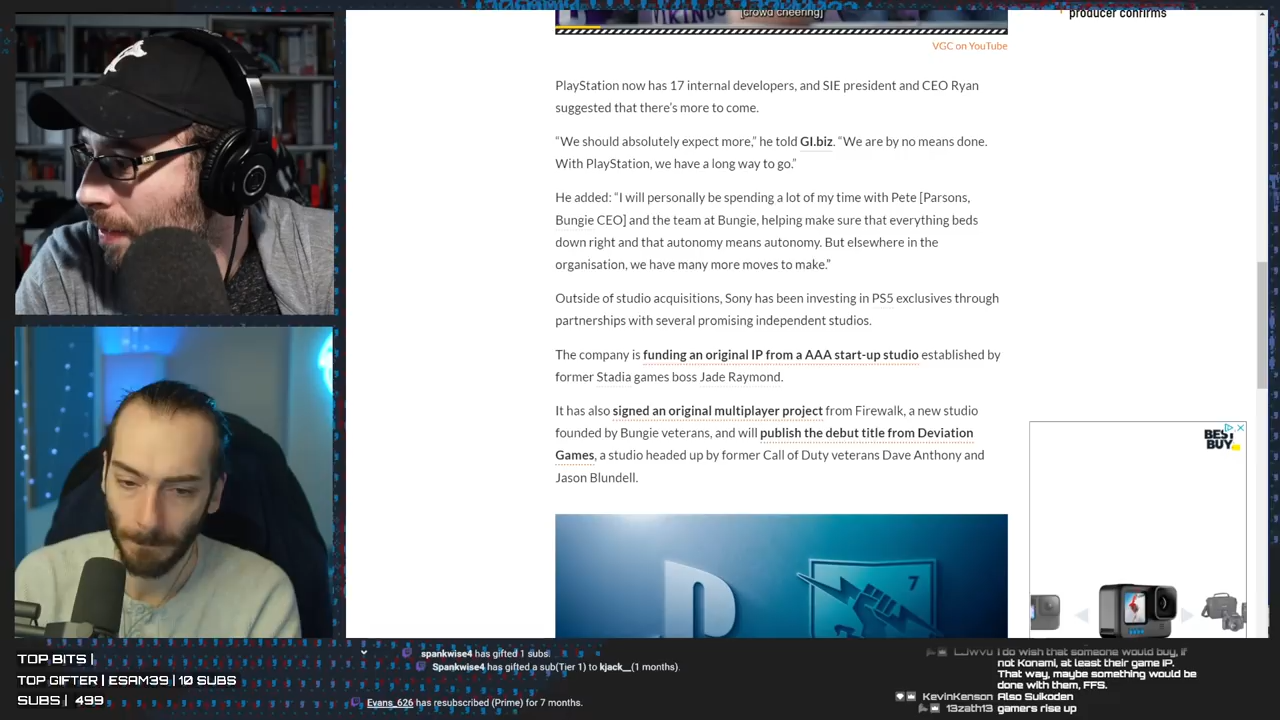 VIKINGS
[crowd cheering]
producer confirms
VGC on YouTube
PlayStation now has 17 internal developers, and SIE president and CEO Ryan
suggested that there's more to come.
"We should absolutely expect more," he told GI.biz. "We are by no means done.
With PlayStation, we have a long way to go."
He added: "I will personally be spending a lot of my time with Pete [Parsons,
Bungie CEO] and the team at Bungie, helping make sure that everything beds
down right and that autonomy means autonomy. But elsewhere in the
organisation, we have many more moves to make."
Outside of studio acquisitions, Sony has been investing in PS5 exclusives through
partnerships with several promising independent studios.
The company is funding an original IP from a AAA start-up studio established by
former Stadia games boss Jade Raymond.
It has also signed an original multiplayer project from Firewalk, a new studio
founded by Bungie veterans, and will publish the debut title from Deviation
Games, a studio headed up by former Call of Duty veterans Dave Anthony and
Jason Blundell.
BEST
BUY
7
TOP BITS |
TOP GIFTER | ESAM39 | 10 SUBS
SUBS | 499
spankwise4 has gifted 1 subs.
Spankwise4 has gifted a sub(Tier 1) to kjack__(1 months).
Evans_626 has resubscribed (Prime) for 7 months.
I do wish that someone would buy, if
not Konami, at least their game IP.
That way, maybe something would be
done with them, FFS.
KevinKenson Also Suikoden
13zath13 gamers rise up